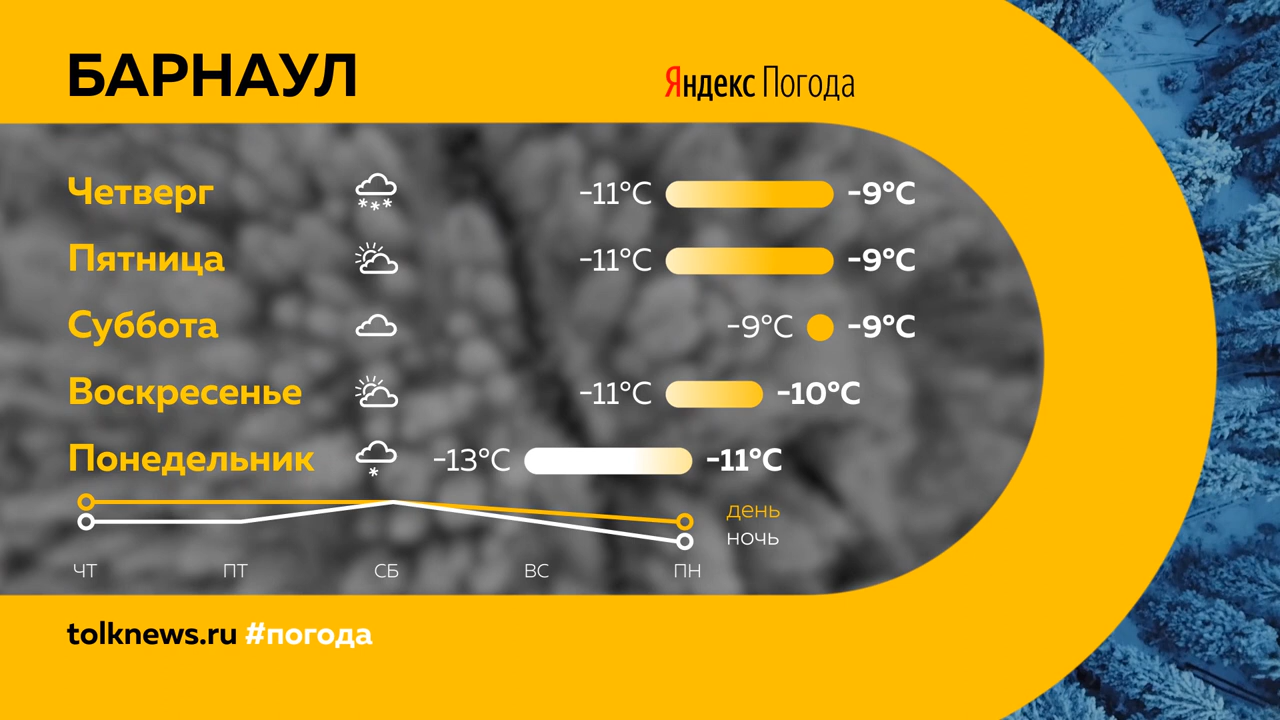 БАРНАУЛ
Яндекс Погода
Четверг -11°C -9°C
Пятница -11°C -9°C
Суббота -9°C -9°C
Воскресенье -11°C -10°C
Понедельник -13°C -11°C
день
ночь
ЧТ ПТ СБ ВС ПН
tolknews.ru #погода